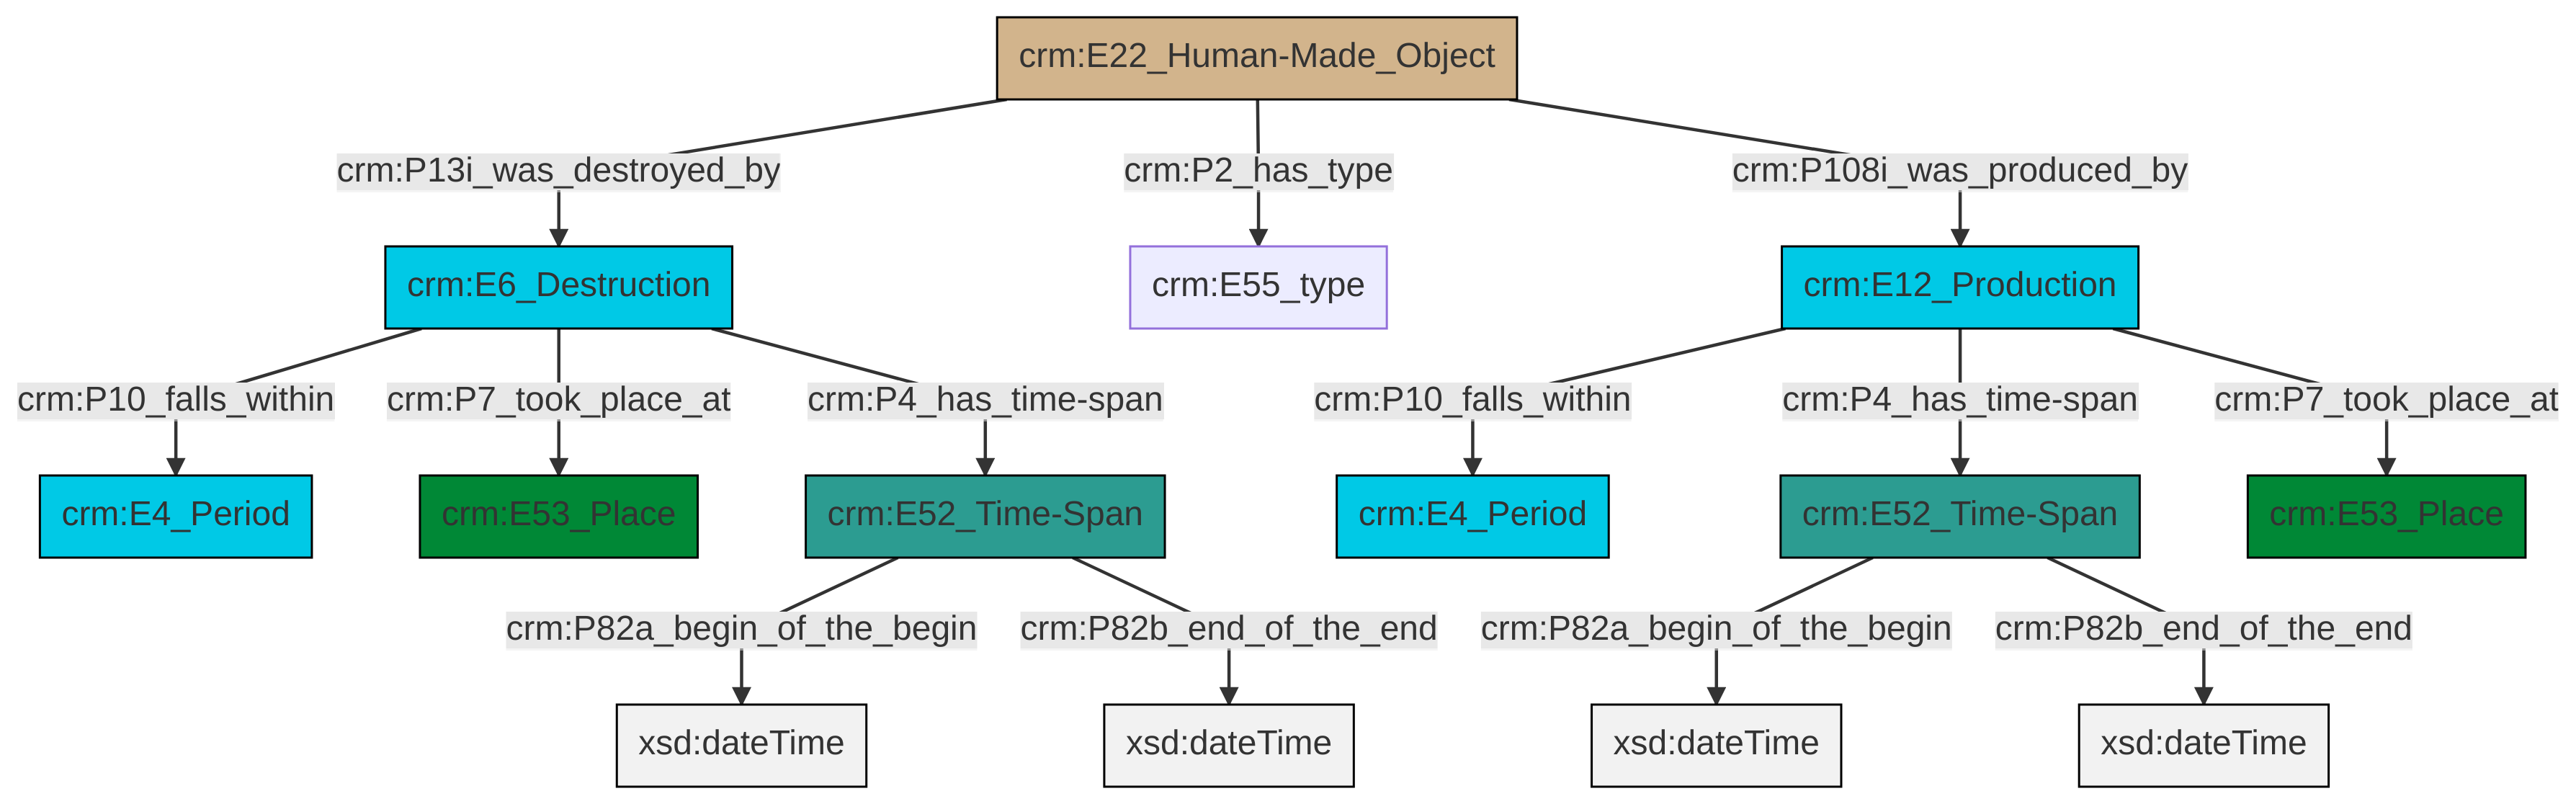 crm:E22_Human-Made_Object
crm:P13i_was_destroyed_by
crm:P2_has_type
crm:P108i_was_produced_by
crm:E6_Destruction
crm:E55_type
crm:E12_Production
crm:P10_falls_within
crm:P7_took_place_at
crm:P4_has_time-span
crm:P10_falls_within
crm:P4_has_time-span
crm:P7_took_place_at
crm:E4_Period
crm:E53_Place
crm:E52_Time-Span
crm:E4_Period
crm:E52_Time-Span
crm:E53_Place
crm:P82a_begin_of_the_begin
crm:P82b_end_of_the_end
crm:P82a_begin_of_the_begin
crm:P82b_end_of_the_end
xsd:dateTime
xsd:dateTime
xsd:dateTime
xsd:dateTime